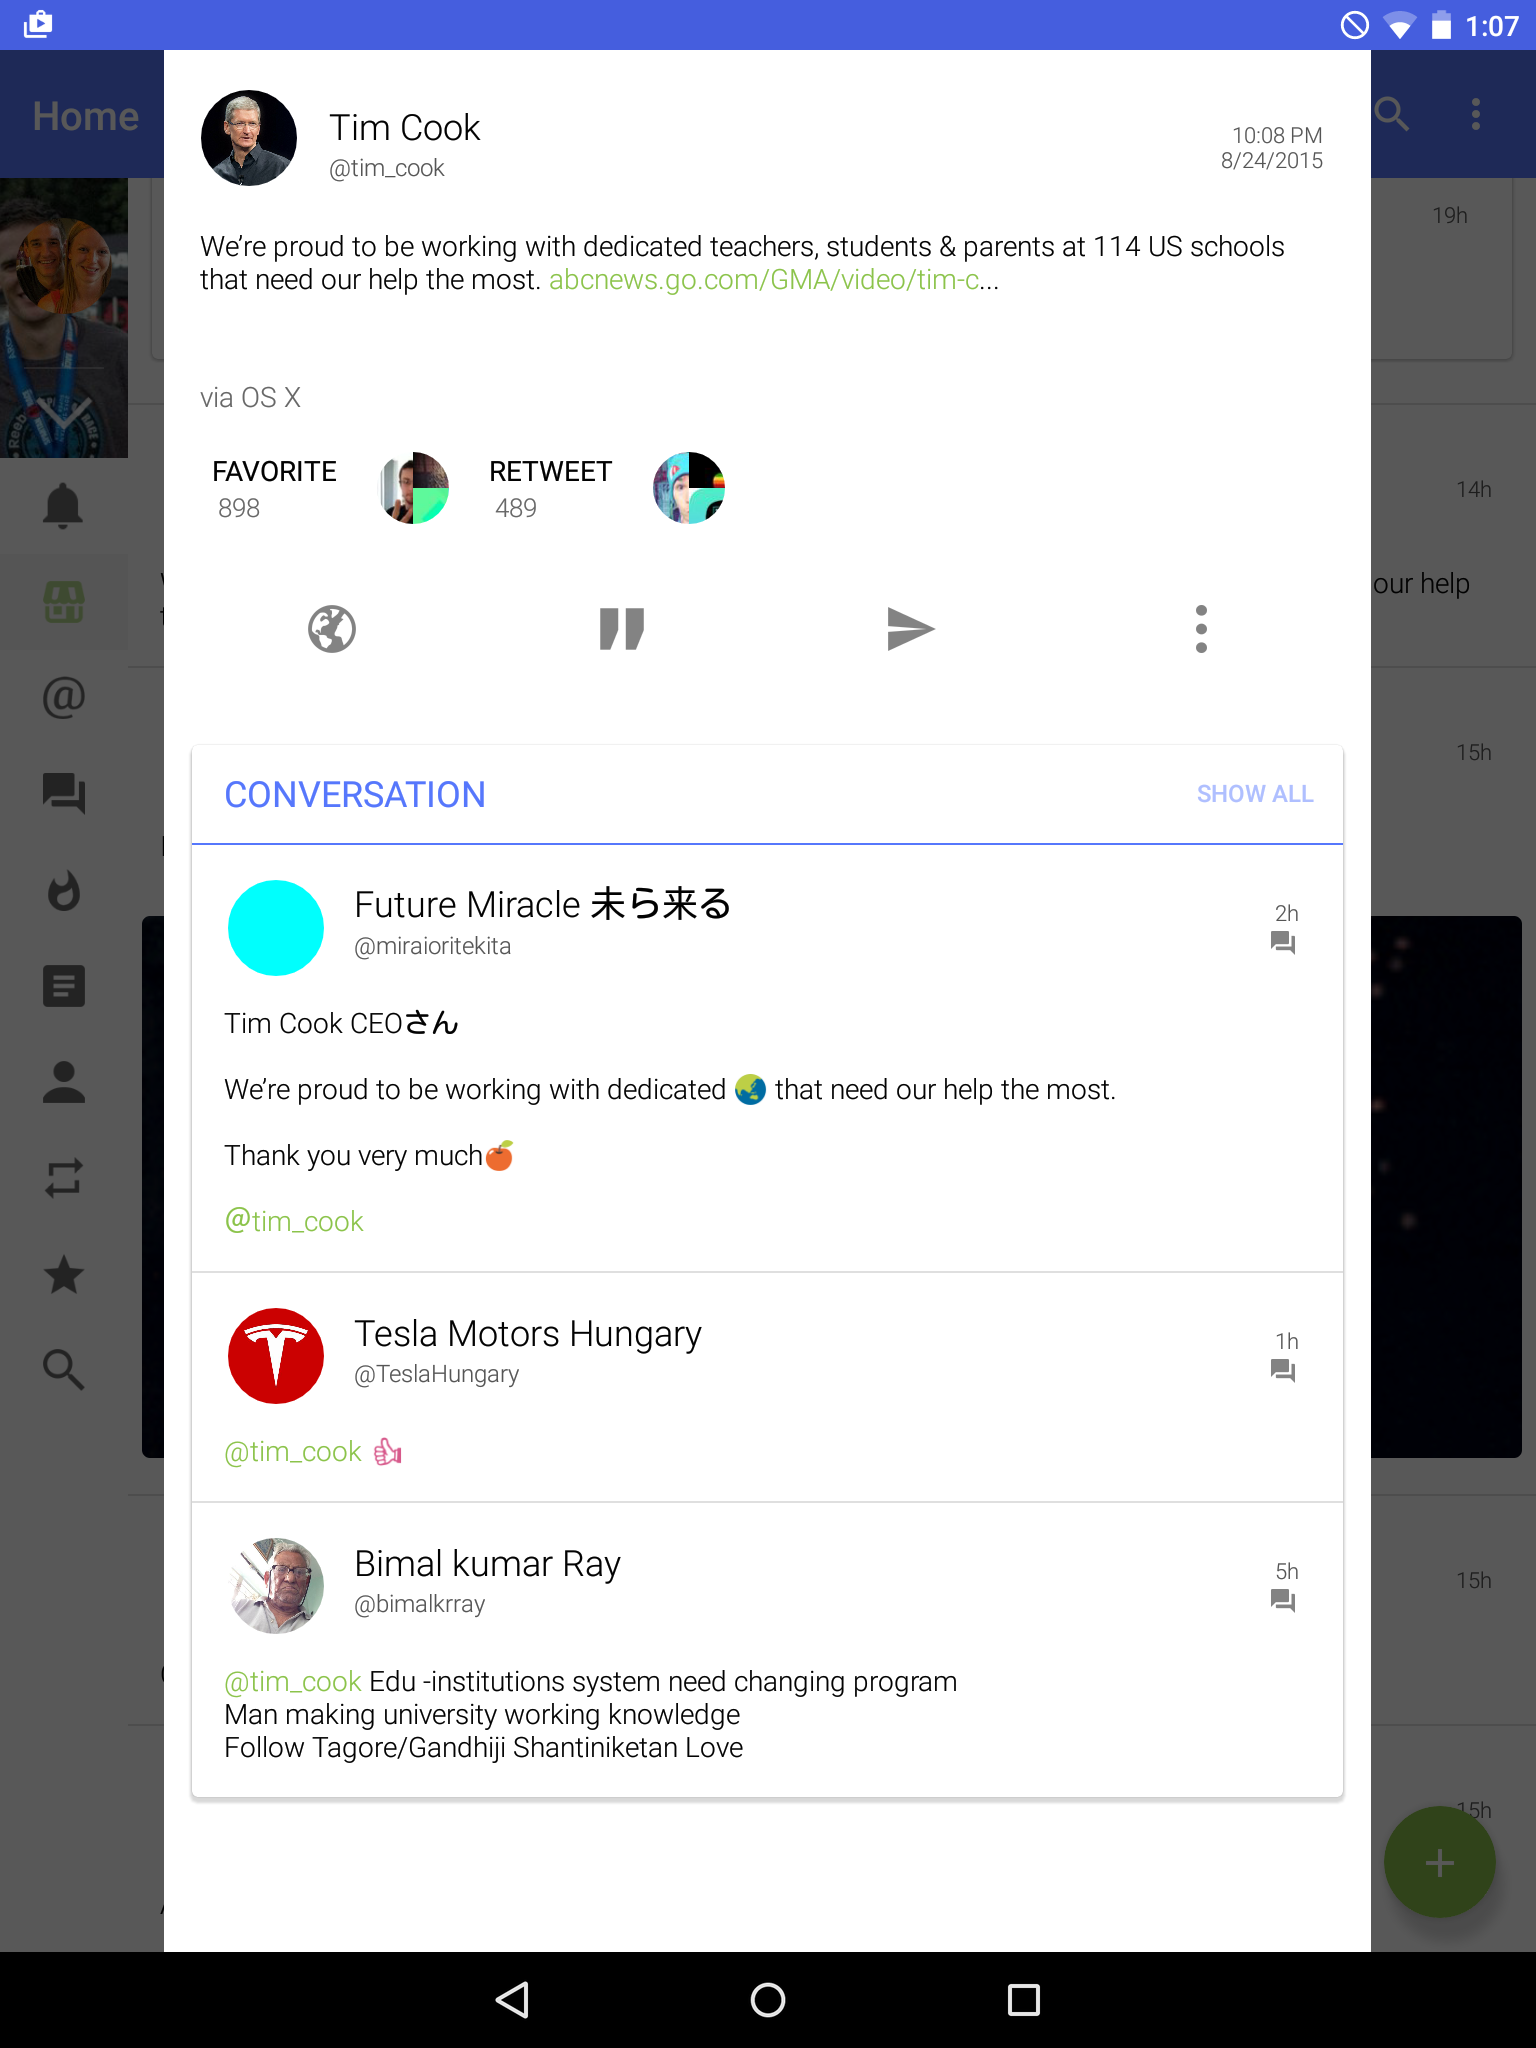 1:07
Home
Tim Cook
@tim_cook
10:08 PM
8/24/2015
19h
We’re proud to be working with dedicated teachers, students & parents at 114 US schools
that need our help the most. abcnews.go.com/GMA/video/tim-c...
via OS X
FAVORITE
898
RETWEET
489
14h
our help
15h
CONVERSATION
SHOW ALL
Future Miracle 未ら来る
@miraioritekita
2h
Tim Cook CEOさん
We’re proud to be working with dedicated 🌏 that need our help the most.
Thank you very much🍊
@tim_cook
Tesla Motors Hungary
@TeslaHungary
1h
@tim_cook 👍
Bimal kumar Ray
@bimalkrray
5h
15h
@tim_cook Edu -institutions system need changing program
Man making university working knowledge
Follow Tagore/Gandhiji Shantiniketan Love
15h